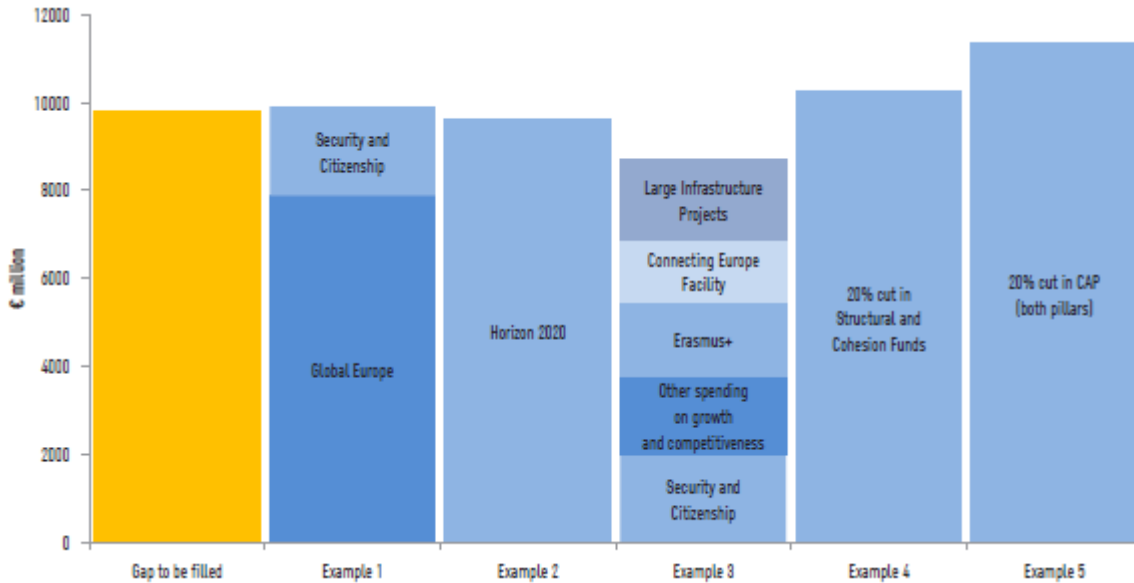 12000
10000
8000
6000
4000
2000
0
€ million
Security and
Citizenship
Global Europe
Horizon 2020
Large Infrastructure
Projects
Connecting Europe
Facility
Erasmus+
Other spending
on growth
and competitiveness
Security and
Citizenship
20% cut in
Structural and
Cohesion Funds
20% cut in CAP
(both pillars)
Gap to be filled
Example 1
Example 2
Example 3
Example 4
Example 5